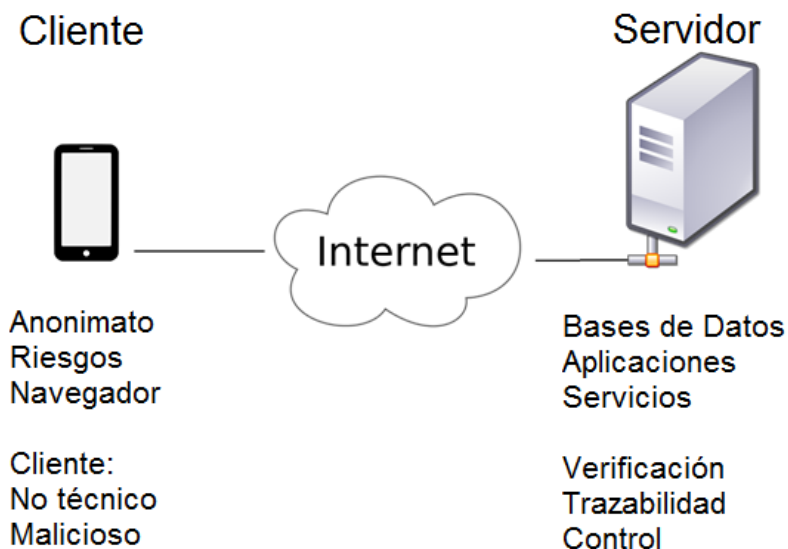 Cliente
Servidor
Internet
Anonimato
Riesgos
Navegador
Cliente:
No técnico
Malicioso
Bases de Datos
Aplicaciones
Servicios
Verificación
Trazabilidad
Control